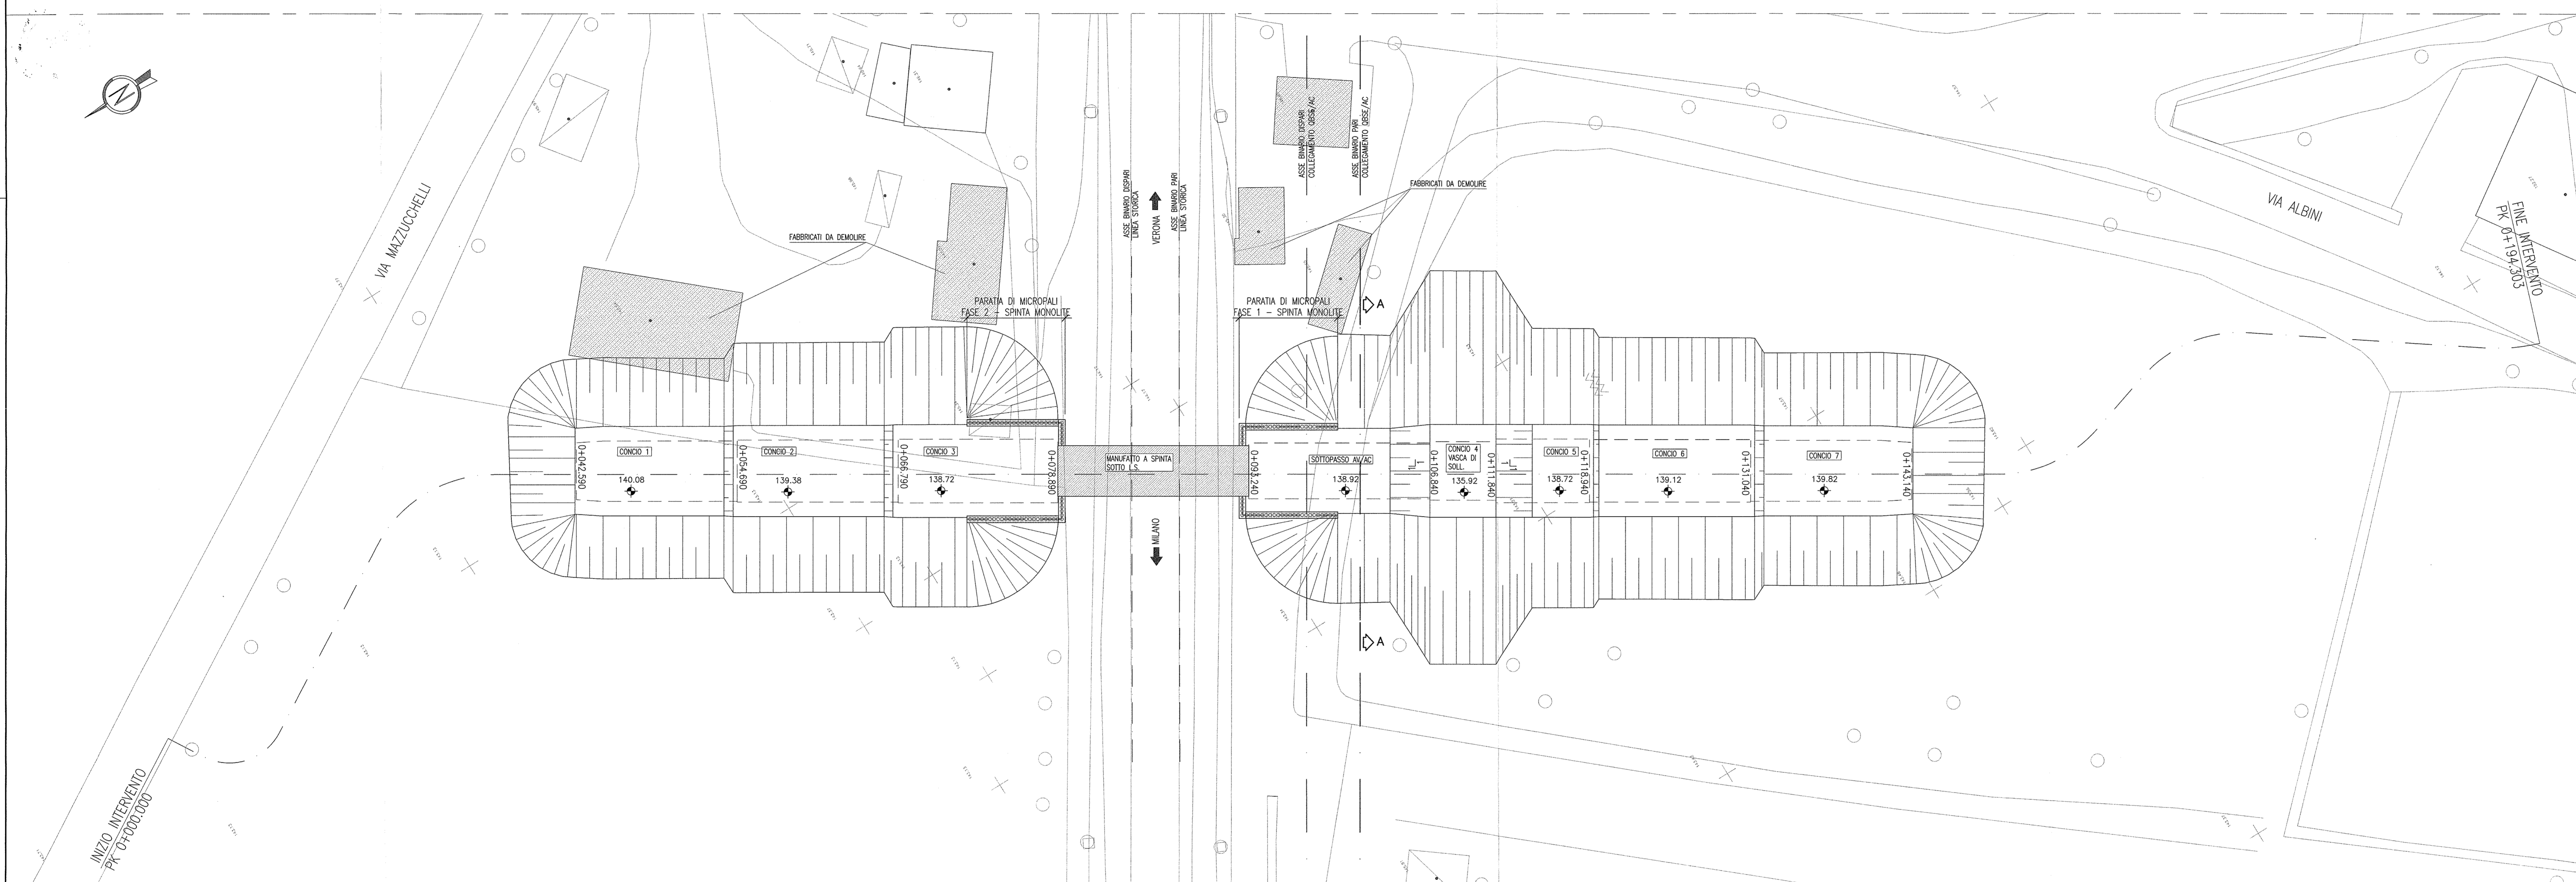 N
VIA MAZZUCCHELLI
FABBRICATI DA DEMOLIRE
ASSE BINARIO DISPARI
LINEA STORICA
VERONA
ASSE BINARIO PARI
LINEA STORICA
ASSE BINARIO DISPARI
COLLEGAMENTO QBSE/AC
ASSE BINARIO PARI
COLLEGAMENTO QBSE/AC
FABBRICATI DA DEMOLIRE
VIA ALBINI
FINE INTERVENTO
PK 0+194.303
PARATIA DI MICROPALI
FASE 2 - SPINTA MONOLITE
PARATIA DI MICROPALI
FASE 1 - SPINTA MONOLITE
A
0+042.590
CONCIO 1
140.08
0+054.690
CONCIO 2
139.38
0+066.790
CONCIO 3
138.72
0+078.890
MANUFATTO A SPINTA
SOTTO L.S.
0+093.240
SOTTOPASSO AV/AC
138.92
1
0+106.840
CONCIO 4
VASCA DI
SOLL.
135.92
0+111.840
1
CONCIO 5
138.72
0+118.940
CONCIO 6
139.12
0+131.040
CONCIO 7
139.82
0+143.140
MILANO
A
INIZIO INTERVENTO
PK 0+000.000